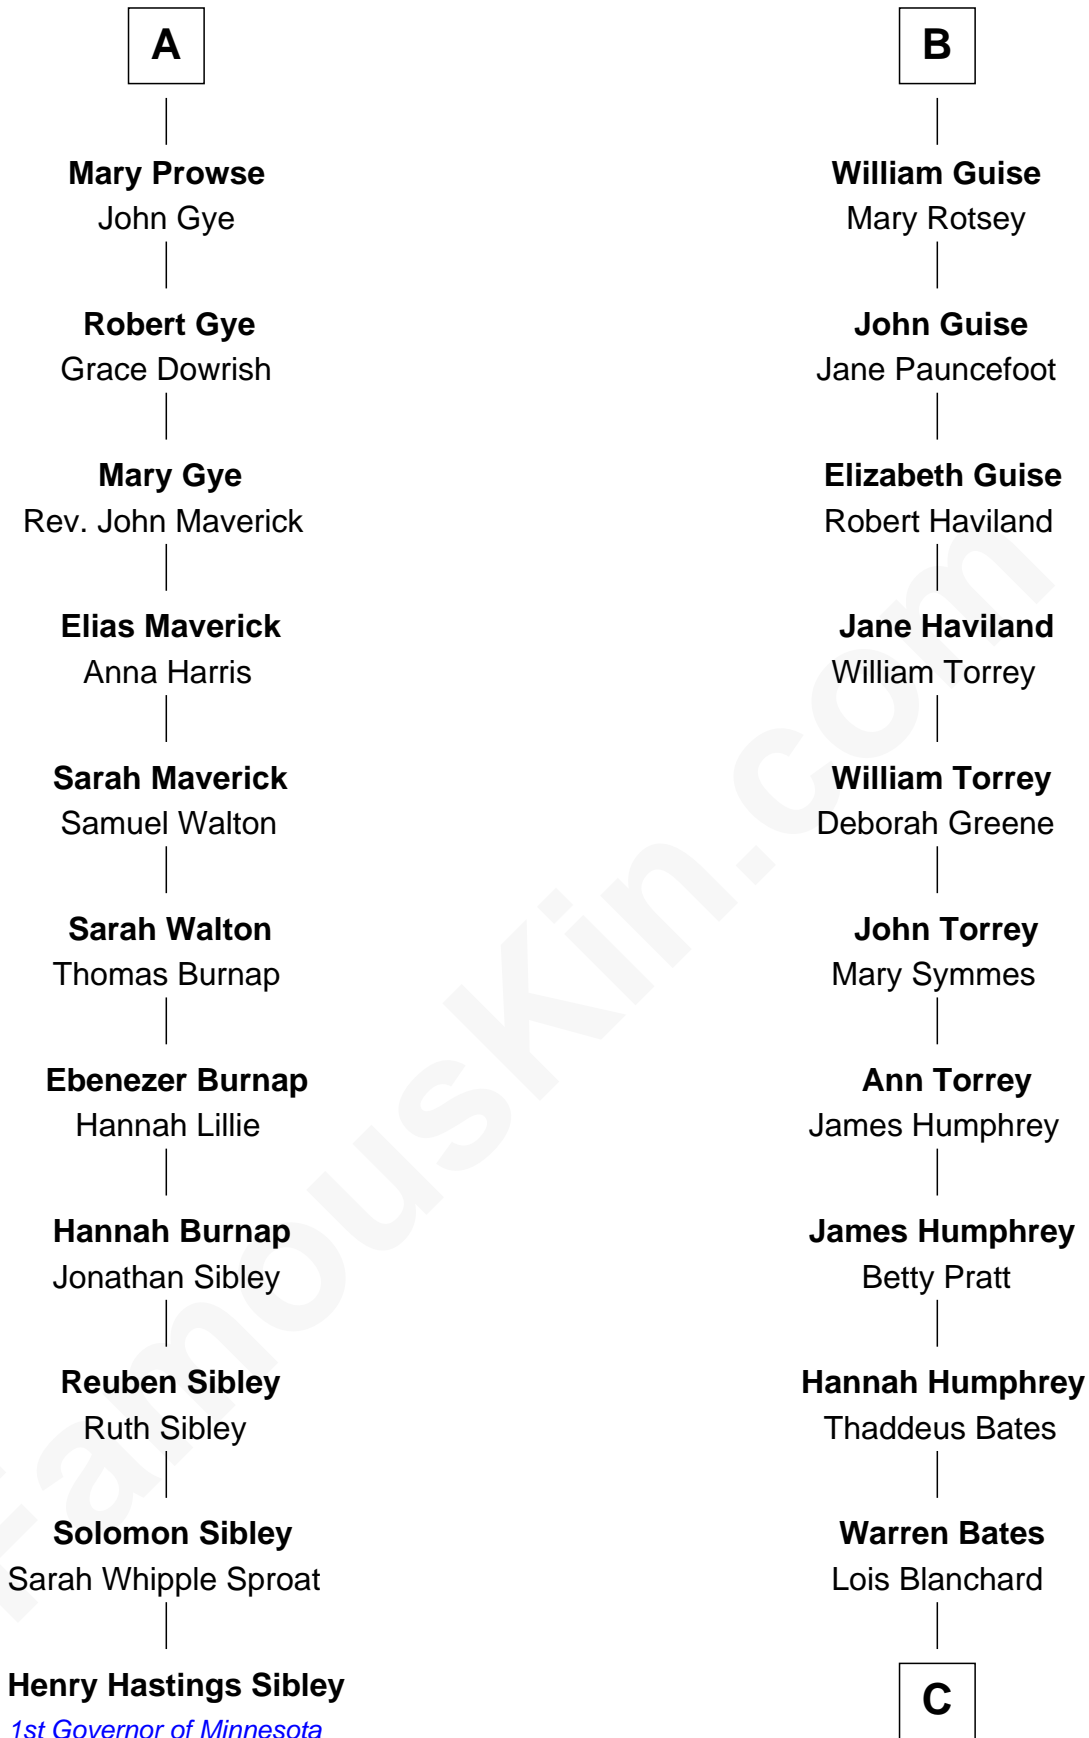 A
Mary Prowse
John Gye
Robert Gye
Grace Dowrish
Mary Gye
Rev. John Maverick
Elias Maverick
Anna Harris
Sarah Maverick
Samuel Walton
Sarah Walton
Thomas Burnap
Ebenezer Burnap
Hannah Lillie
Hannah Burnap
Jonathan Sibley
Reuben Sibley
Ruth Sibley
Solomon Sibley
Sarah Whipple Sproat
Henry Hastings Sibley
1st Governor of Minnesota
B
William Guise
Mary Rotsey
John Guise
Jane Pauncefoot
Elizabeth Guise
Robert Haviland
Jane Haviland
William Torrey
William Torrey
Deborah Greene
John Torrey
Mary Symmes
Ann Torrey
James Humphrey
James Humphrey
Betty Pratt
Hannah Humphrey
Thaddeus Bates
Warren Bates
Lois Blanchard
C
FamousKin.com